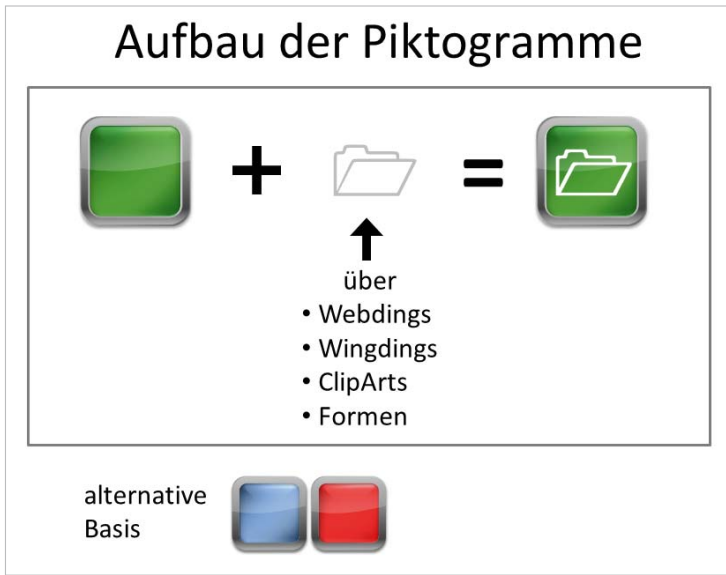 Aufbau der Piktogramme
+
=
über
• Webdings
• Wingdings
• ClipArts
• Formen
alternative
Basis